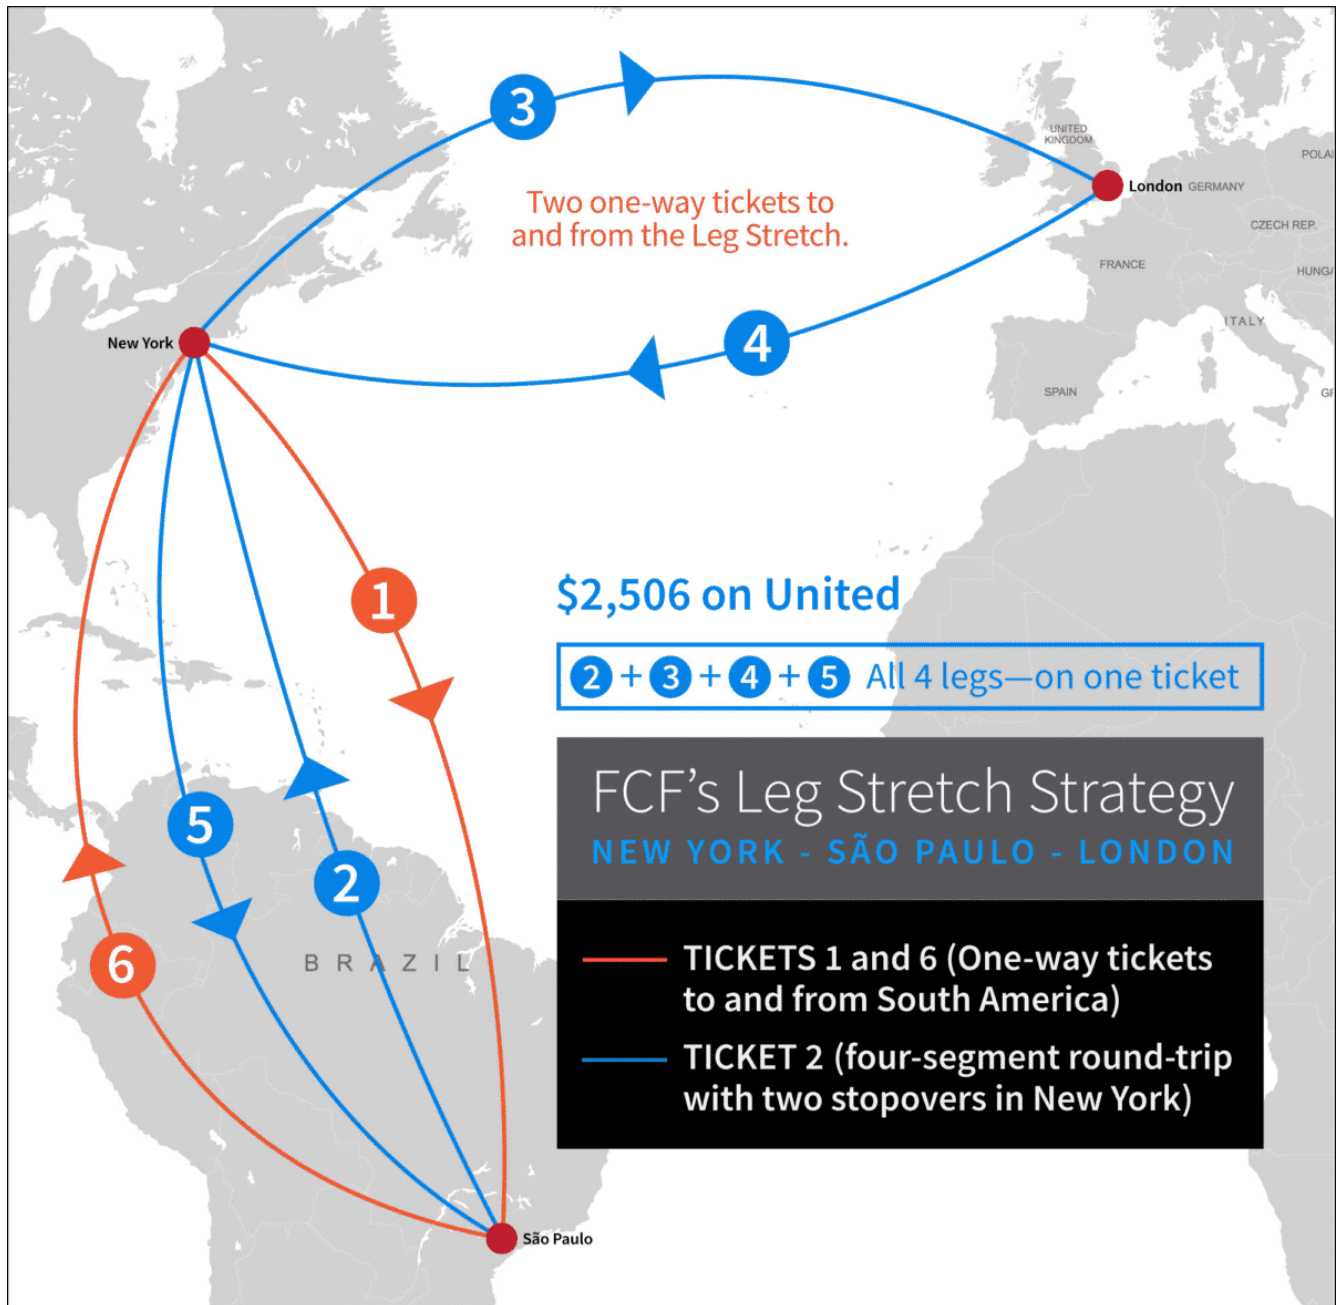 3
UNITED
KINGDOM
POLA
London
GERMANY
Two one-way tickets to
and from the Leg Stretch.
CZECH REP.
FRANCE
HUNGA
ITALY
New York
4
SPAIN
1
$2,506 on United
2 + 3 + 4 + 5 All 4 legs—on one ticket
FCF's Leg Stretch Strategy
NEW YORK - SÃO PAULO - LONDON
5
2
6
BRAZIL
TICKETS 1 and 6 (One-way tickets
to and from South America)
TICKET 2 (four-segment round-trip
with two stopovers in New York)
São Paulo